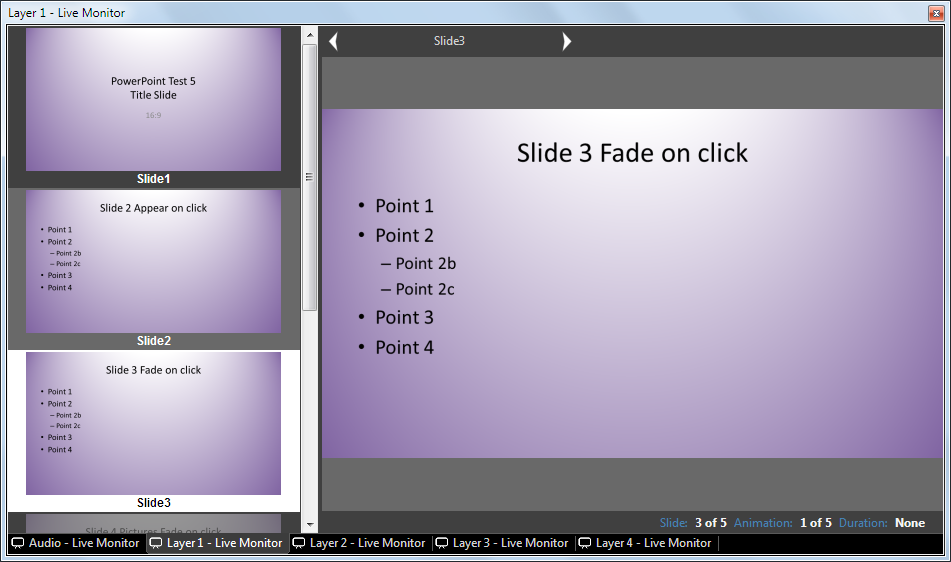 Layer 1 - Live Monitor
PowerPoint Test 5
Title Slide
16:9
Slide1
Slide 2 Appear on click
• Point 1
• Point 2
– Point 2b
– Point 2c
• Point 3
• Point 4
Slide2
Slide 3 Fade on click
• Point 1
• Point 2
– Point 2b
– Point 2c
• Point 3
• Point 4
Slide3
Slide 4 Pictures Fade on click
Slide3
Slide 3 Fade on click
• Point 1
• Point 2
– Point 2b
– Point 2c
• Point 3
• Point 4
Slide: 3 of 5 Animation: 1 of 5 Duration: None
Audio - Live Monitor Layer 1 - Live Monitor Layer 2 - Live Monitor Layer 3 - Live Monitor Layer 4 - Live Monitor